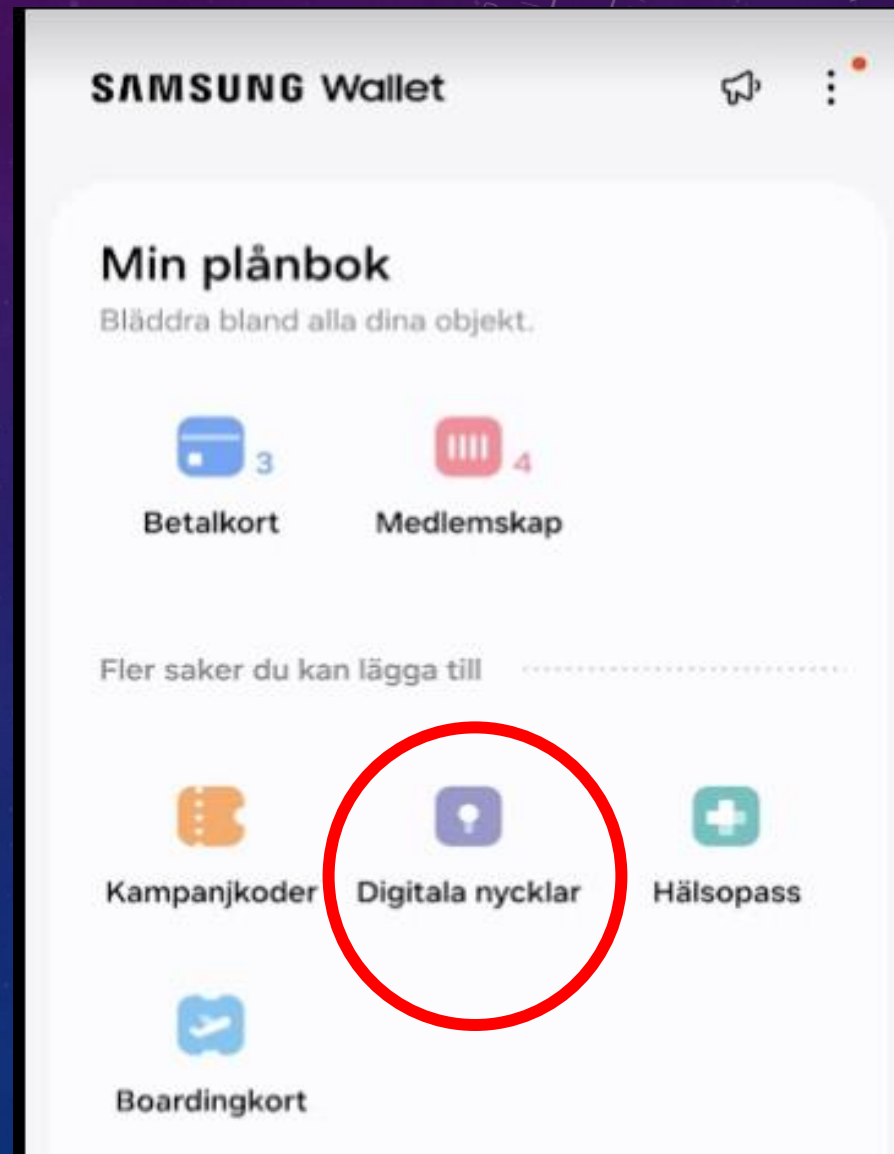 SAMSUNG Wallet
Min plånbok
Bläddra bland alla dina objekt.
3
4
Betalkort
Medlemskap
Fler saker du kan lägga till
Kampanjkoder
Digitala nycklar
Hälsopass
Boardingkort